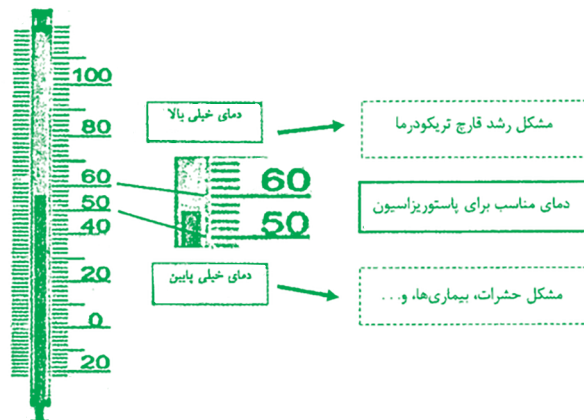 100
80
60
50
40
20
0
20
دمای خیلی بالا
مشکل رشد قارچ تریکودرما
60
50
دمای مناسب برای پاستوریزاسیون
دمای خیلی پایین
مشکل حشرات، بیماری‌ها، و...